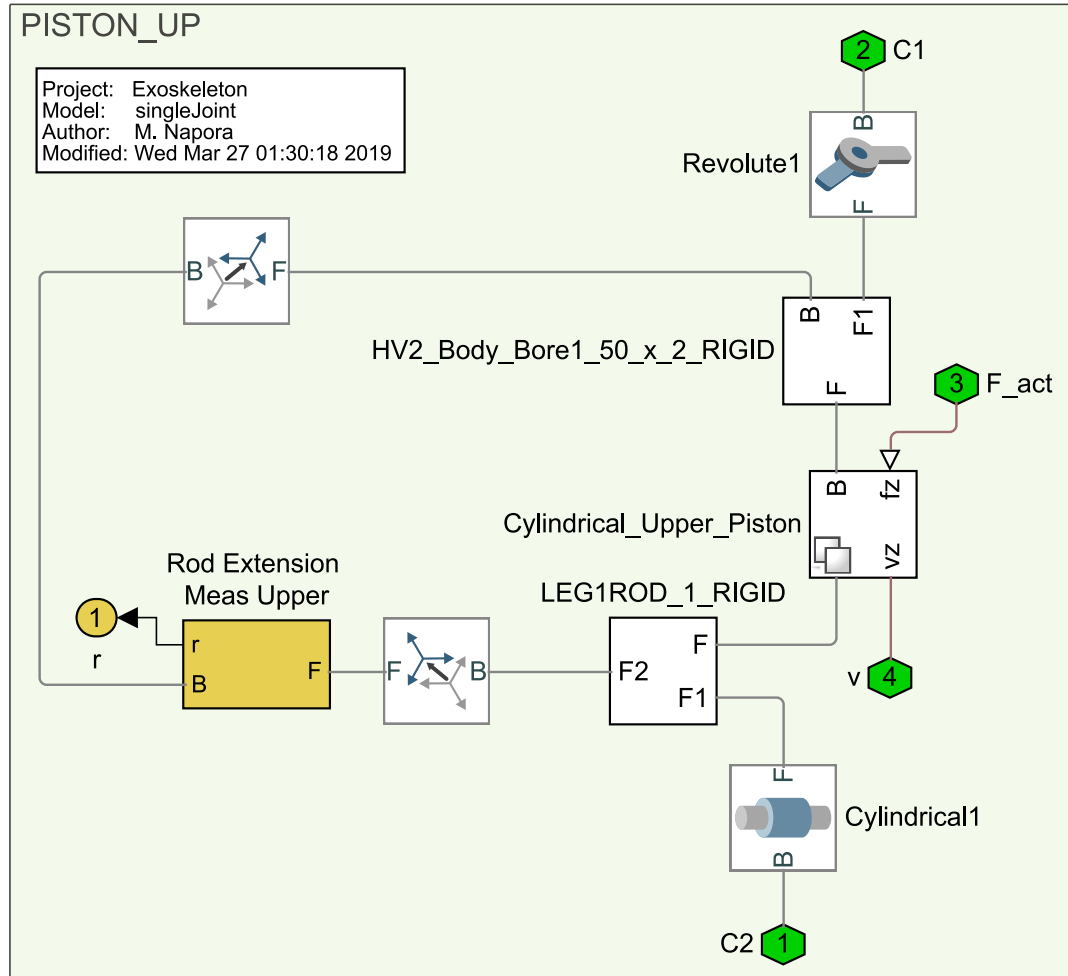 PISTON_UP
2 C1
Project: Exoskeleton
Model: singleJoint
Author: M. Napora
Modified: Wed Mar 27 01:30:18 2019
B
Revolute1
F
B F
B F1
HV2_Body_Bore1_50_x_2_RIGID
F
3 F_act
B fz
Cylindrical_Upper_Piston
vz
Rod Extension
Meas Upper
LEG1ROD_1_RIGID
1
r
r
B
F
F B
F2
F
F1
v 4
F
Cylindrical1
B
C2 1